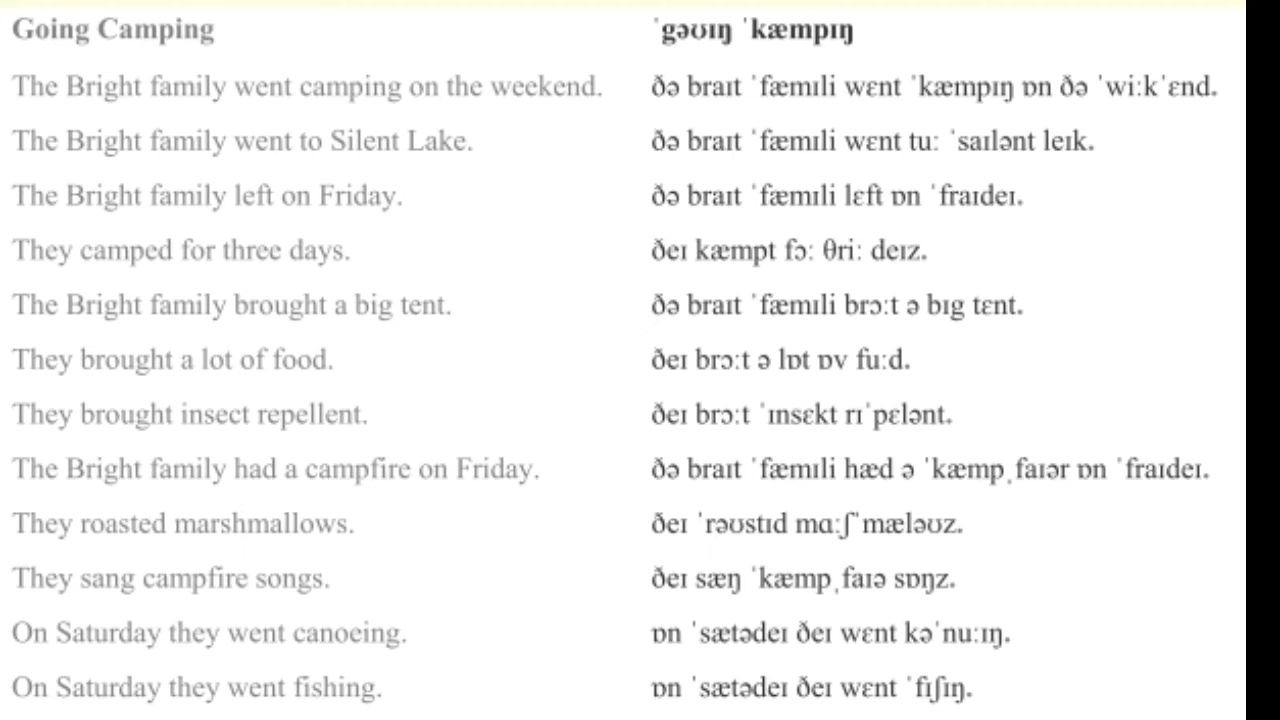 Going Camping ˈgəʊɪŋ ˈkæmpɪŋ
The Bright family went camping on the weekend. ðə braɪt ˈfæmɪli wɛnt ˈkæmpɪŋ ɒn ðə ˈwiːkˈɛnd.
The Bright family went to Silent Lake. ðə braɪt ˈfæmɪli wɛnt tuː ˈsaɪlənt leɪk.
The Bright family left on Friday. ðə braɪt ˈfæmɪli lɛft ɒn ˈfraɪdeɪ.
They camped for three days. ðeɪ kæmpt fɔː θriː deɪz.
The Bright family brought a big tent. ðə braɪt ˈfæmɪli brɔːt ə bɪg tɛnt.
They brought a lot of food. ðeɪ brɔːt ə lɒt ɒv fuːd.
They brought insect repellent. ðeɪ brɔːt ˈɪnsɛkt rɪˈpɛlənt.
The Bright family had a campfire on Friday. ðə braɪt ˈfæmɪli hæd ə ˈkæmpˌfaɪər ɒn ˈfraɪdeɪ.
They roasted marshmallows. ðeɪ ˈrəʊstɪd mɑːʃˈmæləʊz.
They sang campfire songs. ðeɪ sæŋ ˈkæmpˌfaɪə sɒŋz.
On Saturday they went canoeing. ɒn ˈsætədeɪ ðeɪ wɛnt kəˈnuːɪŋ.
On Saturday they went fishing. ɒn ˈsætədeɪ ðeɪ wɛnt ˈfɪʃɪŋ.